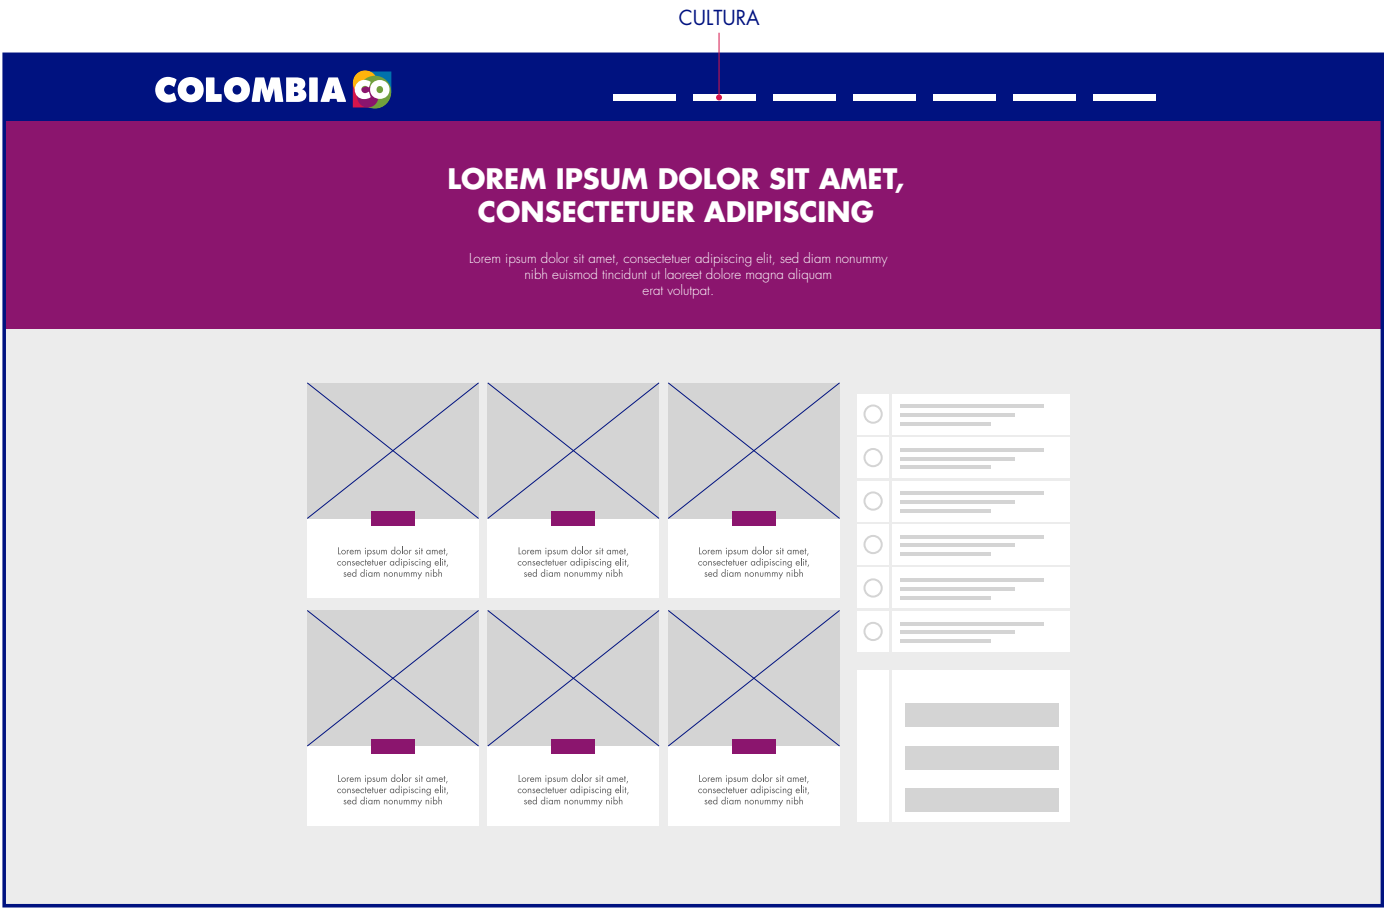 CULTURA
COLOMBIA CO
LOREM IPSUM DOLOR SIT AMET,
CONSECTETUER ADIPISCING
Lorem ipsum dolor sit amet, consectetuer adipiscing elit, sed diam nonummy
nibh euismod tincidunt ut laoreet dolore magna aliquam
erat volutpat.
Lorem ipsum dolor sit amet,
consectetuer adipiscing elit,
sed diam nonummy nibh
Lorem ipsum dolor sit amet,
consectetuer adipiscing elit,
sed diam nonummy nibh
Lorem ipsum dolor sit amet,
consectetuer adipiscing elit,
sed diam nonummy nibh
Lorem ipsum dolor sit amet,
consectetuer adipiscing elit,
sed diam nonummy nibh
Lorem ipsum dolor sit amet,
consectetuer adipiscing elit,
sed diam nonummy nibh
Lorem ipsum dolor sit amet,
consectetuer adipiscing elit,
sed diam nonummy nibh